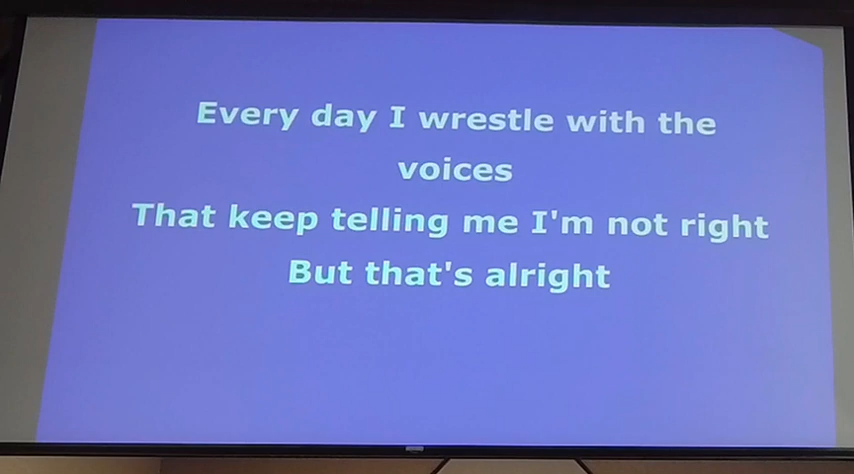 Every day I wrestle with the
voices
That keep telling me I'm not right
But that's alright